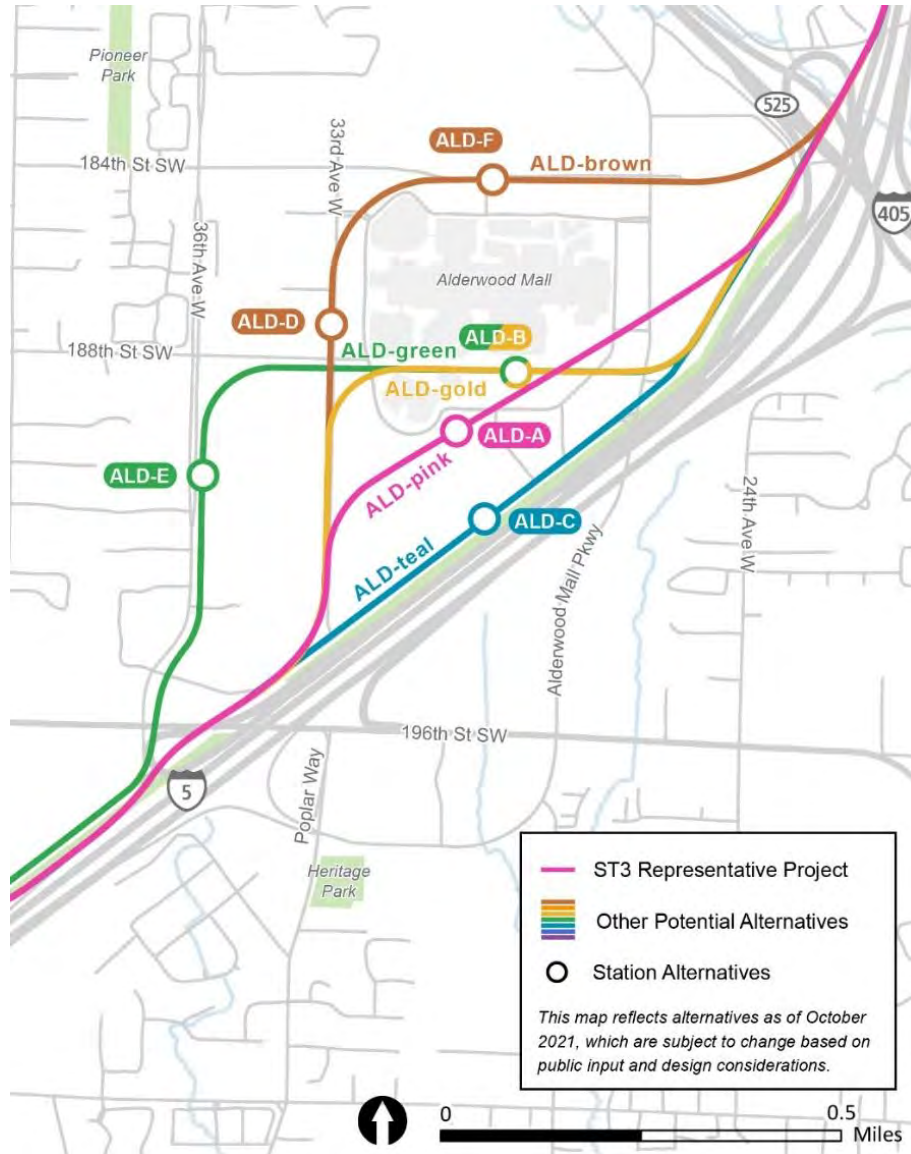 Pioneer
Park
525
184th St SW
33rd Ave W
ALD-F
ALD-brown
405
36th Ave W
Alderwood Mall
ALD-D
188th St SW
ALD-green
ALD-B
ALD-gold
ALD-A
ALD-E
ALD-pink
24th Ave W
ALD-C
ALD-teal
Alderwood Mall Pkwy
196th St SW
5
Poplar Way
Heritage
Park
ST3 Representative Project
Other Potential Alternatives
Station Alternatives
This map reflects alternatives as of October
2021, which are subject to change based on
public input and design considerations.
0
0.5
Miles